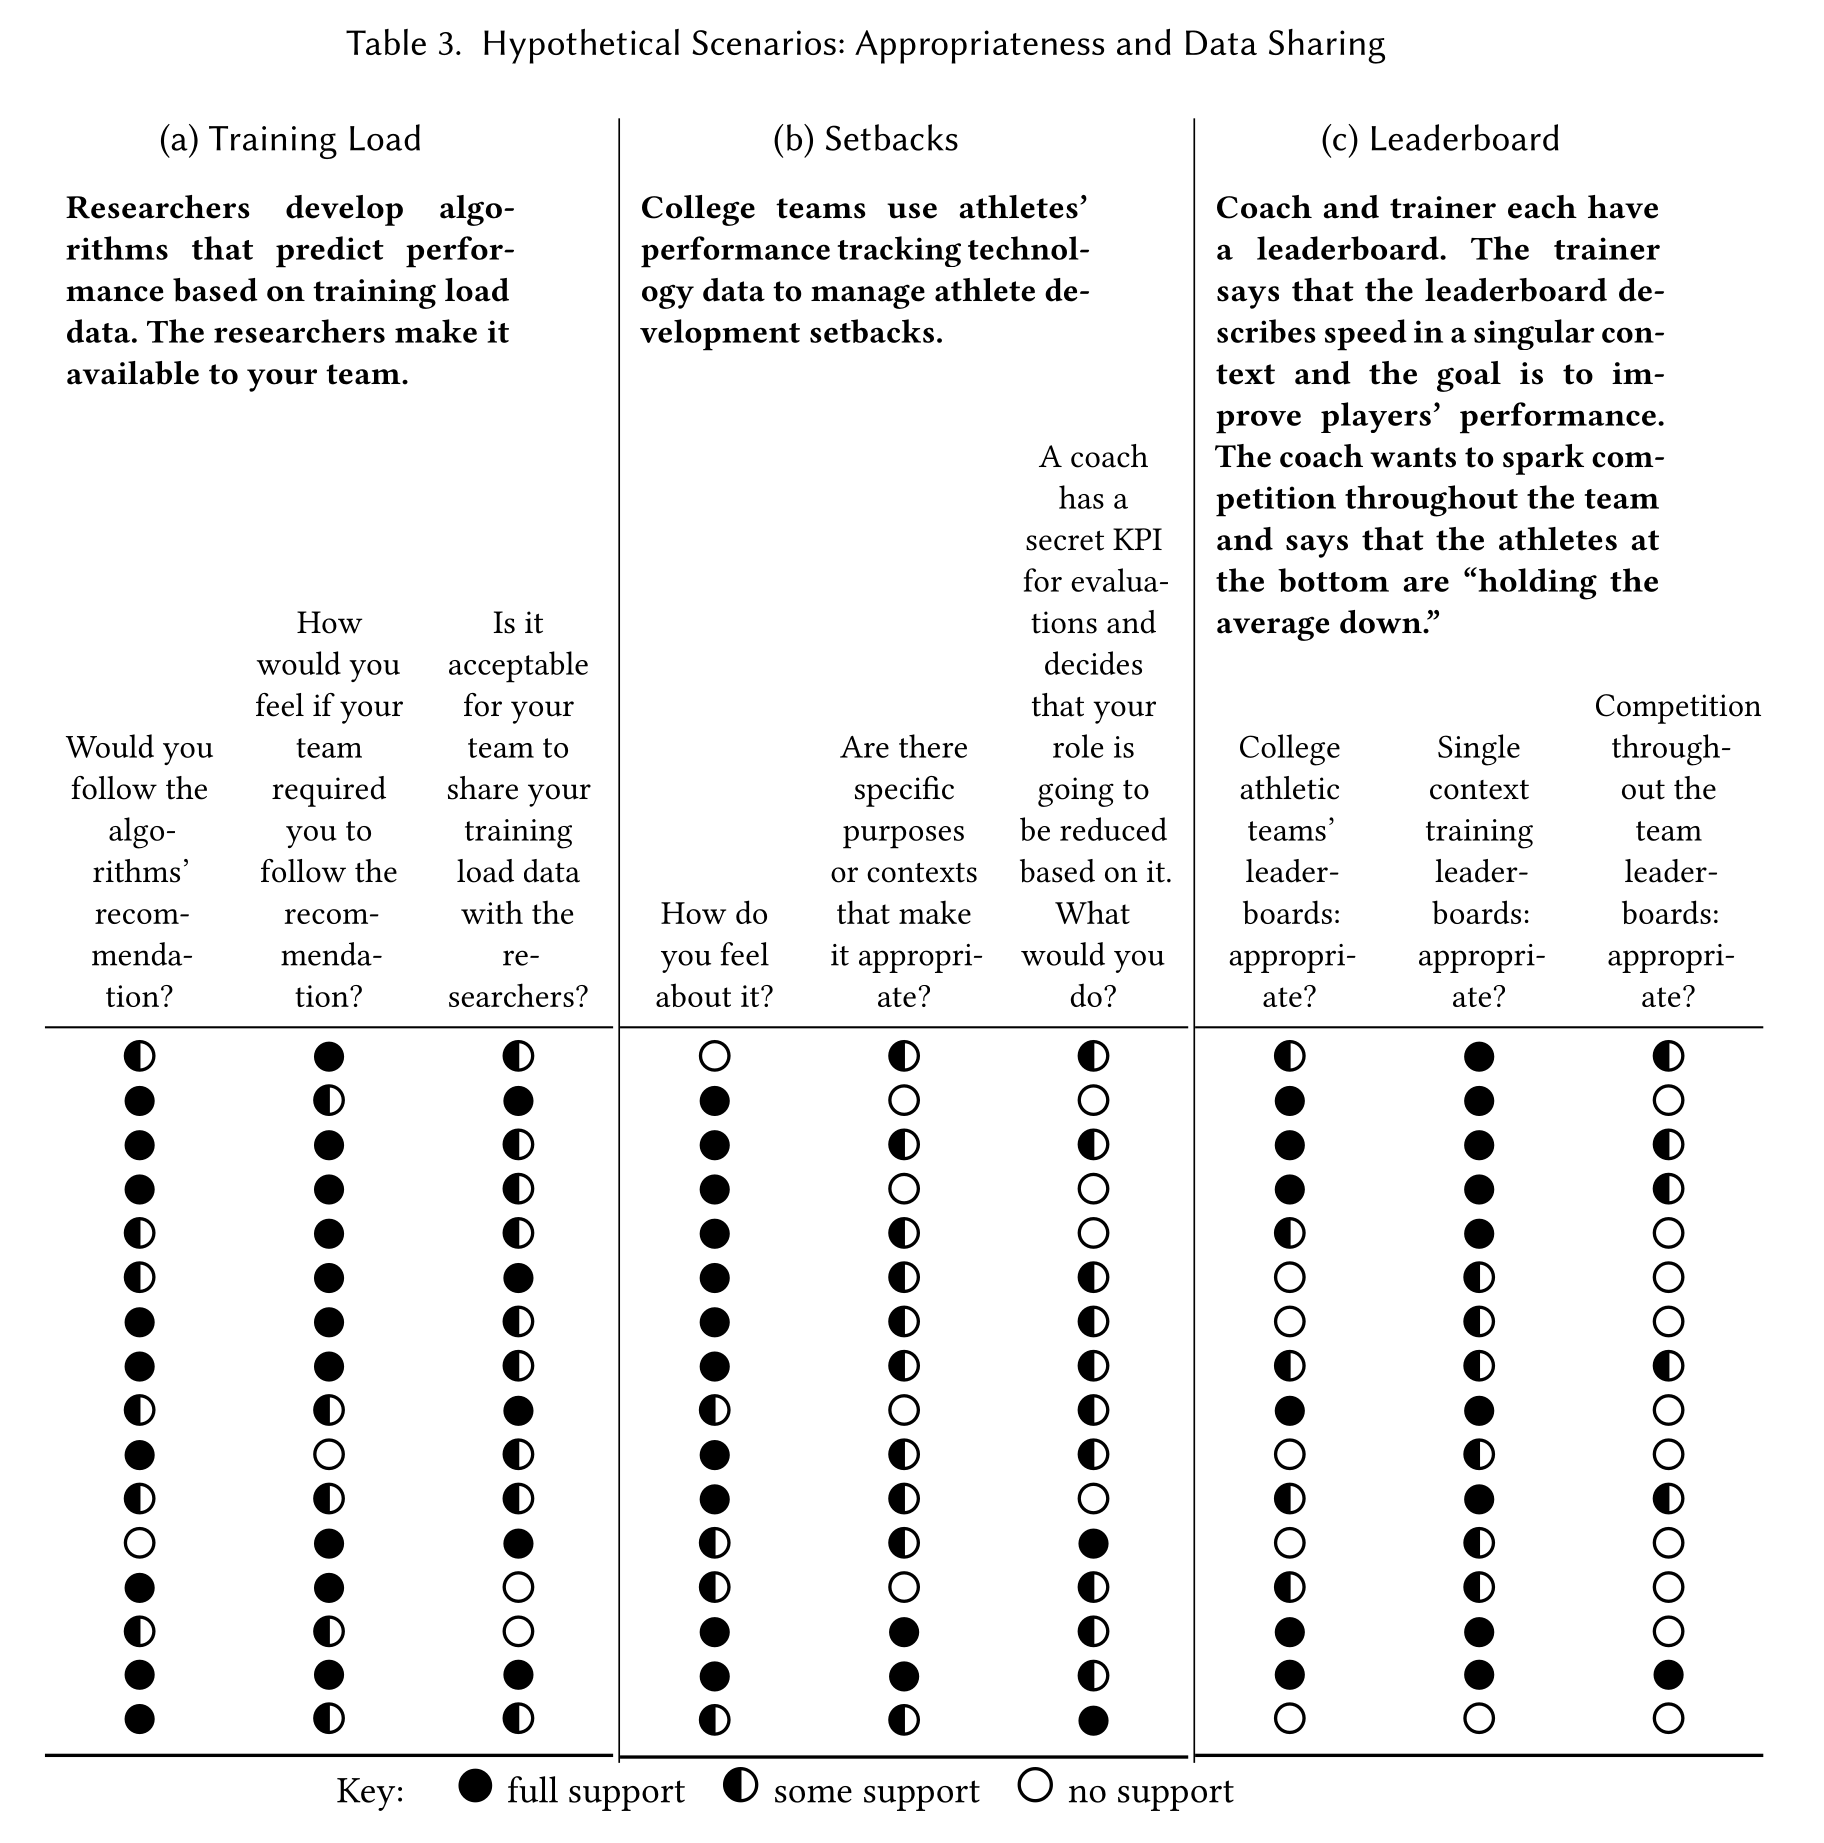 Table 3. Hypothetical Scenarios: Appropriateness and Data Sharing
(a) Training Load
Researchers develop algo-
rithms that predict perfor-
mance based on training load
data. The researchers make it
available to your team.
Would you
follow the
algo-
rithms’
recom-
menda-
tion?
How
would you
feel if your
team
required
you to
follow the
recom-
menda-
tion?
Is it
acceptable
for your
team to
share your
training
load data
with the
re-
searchers?
(b) Setbacks
College teams use athletes’
performance tracking technol-
ogy data to manage athlete de-
velopment setbacks.
How do
you feel
about it?
Are there
specific
purposes
or contexts
that make
it appropri-
ate?
A coach
has a
secret KPI
for evalua-
tions and
decides
that your
role is
going to
be reduced
based on it.
What
would you
do?
(c) Leaderboard
Coach and trainer each have
a leaderboard. The trainer
says that the leaderboard de-
scribes speed in a singular con-
text and the goal is to im-
prove players’ performance.
The coach wants to spark com-
petition throughout the team
and says that the athletes at
the bottom are “holding the
average down.”
College
athletic
teams’
leader-
boards:
appropri-
ate?
Single
context
training
leader-
boards:
appropri-
ate?
Competition
through-
out the
team
leader-
boards:
appropri-
ate?
Key: full support some support no support